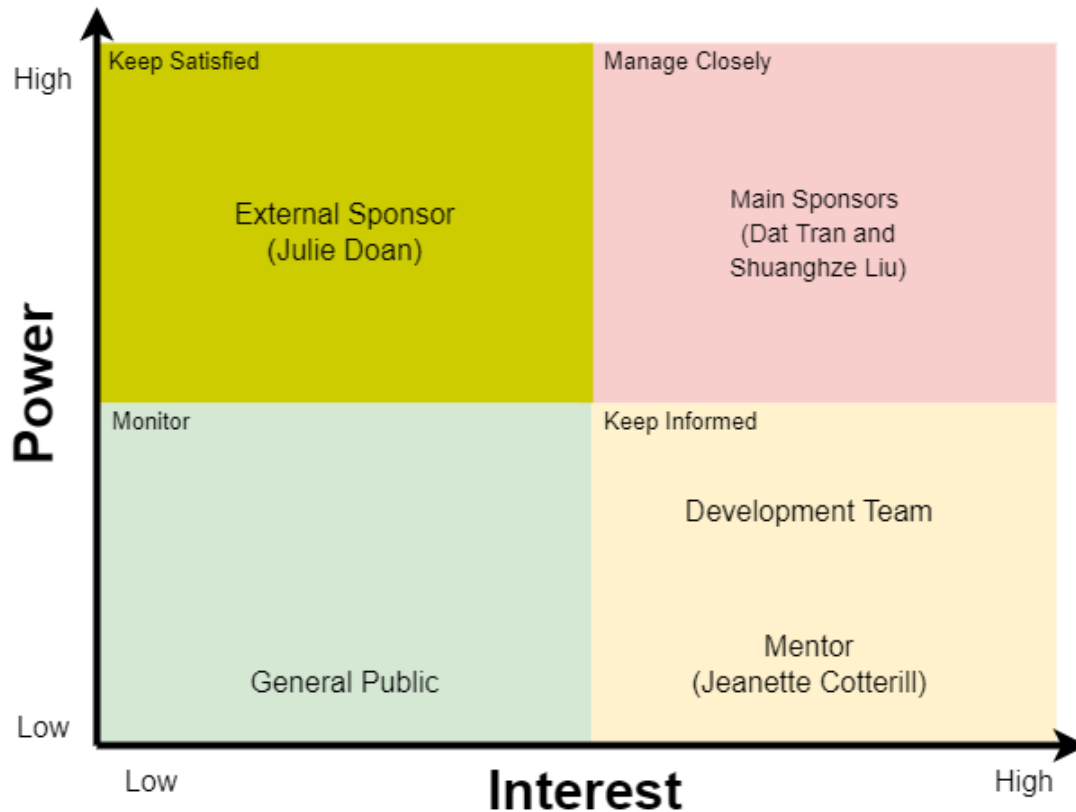 High
Keep Satisfied
Manage Closely
External Sponsor
(Julie Doan)
Main Sponsors
(Dat Tran and
Shuanghze Liu)
Power
Monitor
Keep Informed
Development Team
General Public
Mentor
(Jeanette Cotterill)
Low
Low
Interest
High